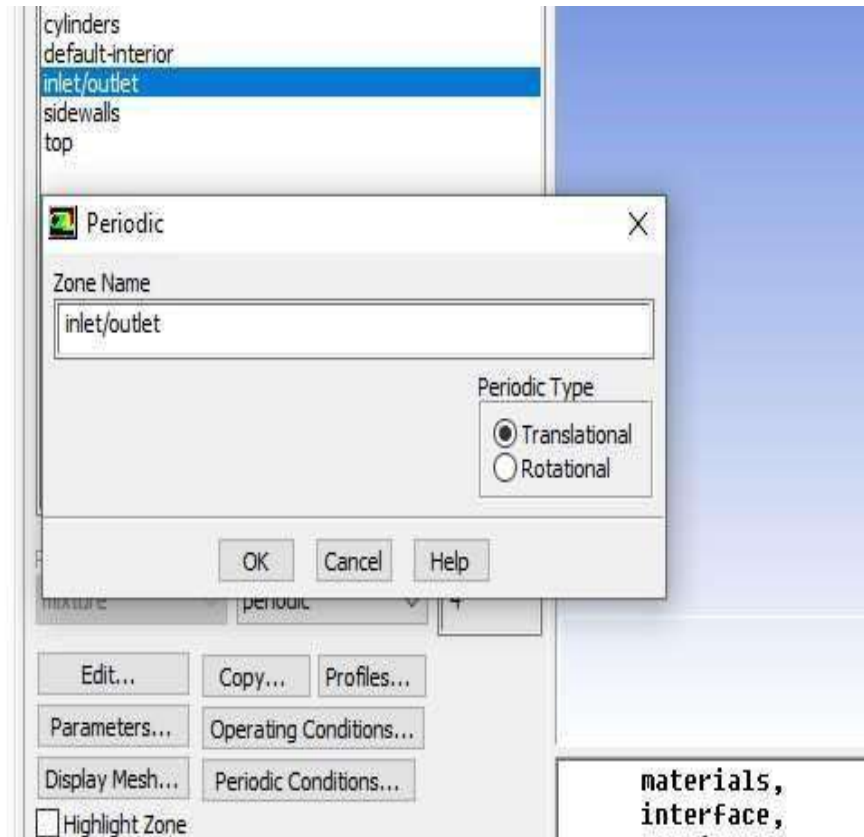 cylinders
default-interior
inlet/outlet
sidewalls
top
Periodic
Zone Name
inlet/outlet
Periodic Type
Translational
Rotational
OK Cancel Help
mixture periodic 4
Edit... Copy... Profiles...
Parameters... Operating Conditions...
Display Mesh... Periodic Conditions...
Highlight Zone
materials,
interface,